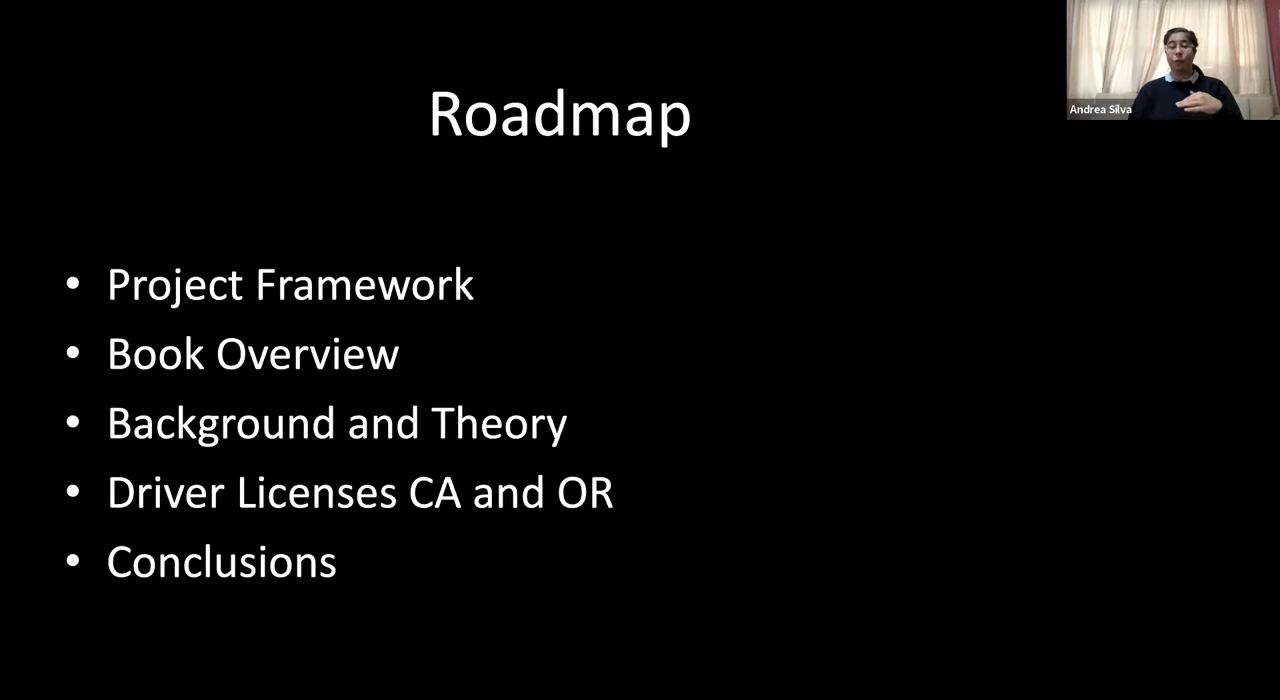 Roadmap
Andrea Silva
• Project Framework
• Book Overview
• Background and Theory
• Driver Licenses CA and OR
• Conclusions